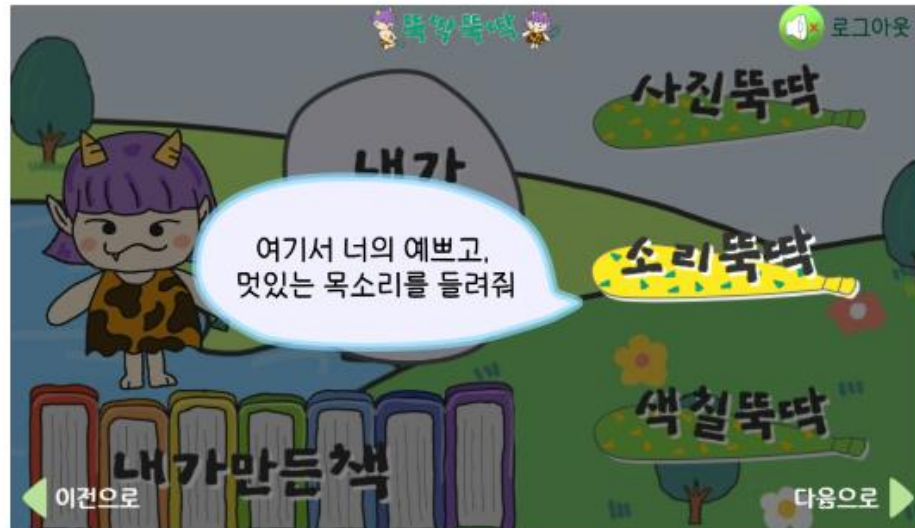 뚝딱뚝딱
로그아웃
사진뚝딱
내가
여기서 너의 예쁘고,
멋있는 목소리를 들려줘
소리뚝딱
색칠뚝딱
내가만든책
이전으로
다음으로